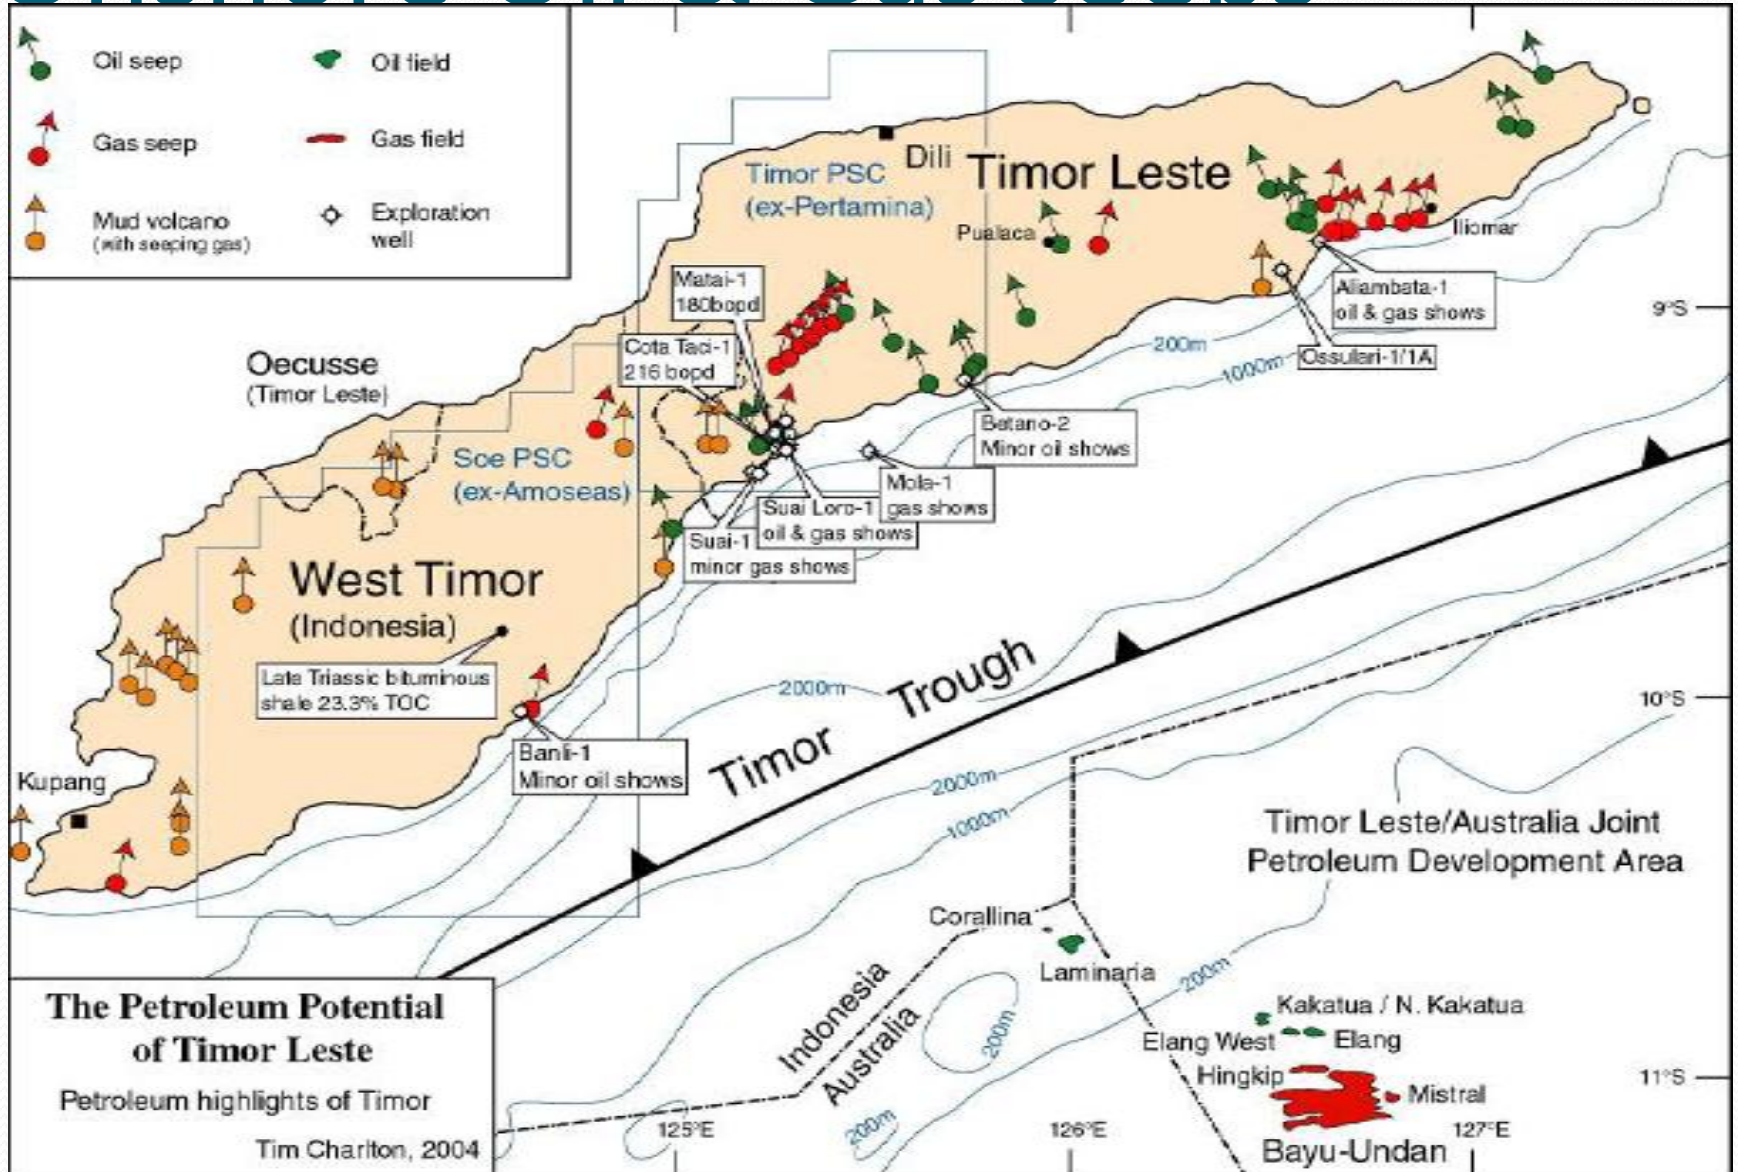 Oil seep
Oil field
Gas seep
Gas field
Mud volcano
(with seeping gas)
Exploration
well
Dili
Timor Leste
Timor PSC
(ex-Pertamina)
Pualaca
Iliomar
Matai-1
180bopd
Aliambata-1
oil & gas shows
9°S
Cota Taci-1
216 bopd
200m
Ossulari-1/1A
1000m
Oecusse
(Timor Leste)
Betano-2
Minor oil shows
Soe PSC
(ex-Amoseas)
Mola-1
gas shows
Suai Loro-1
oil & gas shows
Suai-1
minor gas shows
West Timor
(Indonesia)
Late Triassic bituminous
shale 23.3% TOC
2000m
Timor Trough
10°S
Banli-1
Minor oil shows
Kupang
2000m
1000m
Timor Leste/Australia Joint
Petroleum Development Area
Corallina
Laminaria
200m
Indonesia
Australia
200m
Kakatua / N. Kakatua
Elang West
Elang
Hingkip
Mistral
11°S
200m
125°E
126°E
127°E
Bayu-Undan
The Petroleum Potential
of Timor Leste
Petroleum highlights of Timor
Tim Charlton, 2004